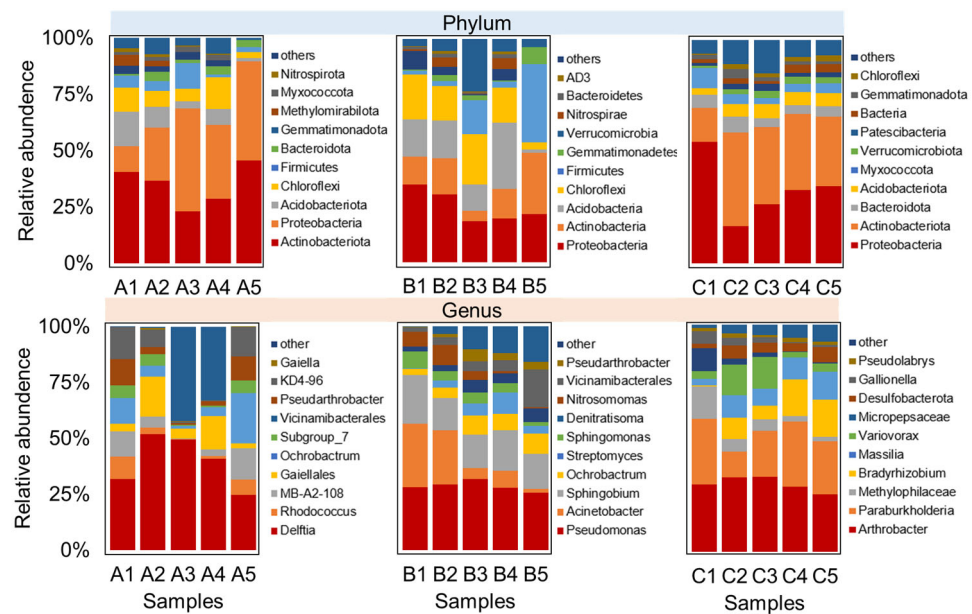 Phylum
Relative abundance
100%
75%
50%
25%
0%
A1 A2 A3 A4 A5
others
Nitrospirota
Myxococcota
Methylomirabilota
Gemmatimonadota
Bacteroidota
Firmicutes
Chloroflexi
Acidobacteriota
Proteobacteria
Actinobacteriota
B1 B2 B3 B4 B5
others
AD3
Bacteroidetes
Nitrospirae
Verrucomicrobia
Gemmatimonadetes
Firmicutes
Chloroflexi
Acidobacteria
Actinobacteria
Proteobacteria
C1 C2 C3 C4 C5
others
Chloroflexi
Gemmatimonadota
Bacteria
Patescibacteria
Verrucomicrobiota
Myxococcota
Acidobacteriota
Bacteroidota
Actinobacteriota
Proteobacteria
Genus
Relative abundance
100%
75%
50%
25%
0%
A1 A2 A3 A4 A5
Samples
other
Gaiella
KD4-96
Pseudarthrobacter
Vicinamibacterales
Subgroup_7
Ochrobactrum
Gaiellales
MB-A2-108
Rhodococcus
Delftia
B1 B2 B3 B4 B5
Samples
other
Pseudarthrobacter
Vicinamibacterales
Nitrosomonas
Denitratisoma
Sphingomonas
Streptomyces
Ochrobactrum
Sphingobium
Acinetobacter
Pseudomonas
C1 C2 C3 C4 C5
Samples
other
Pseudolabrys
Gallionella
Desulfobacterota
Micropepsaceae
Variovorax
Massilia
Bradyrhizobium
Methylophilaceae
Paraburkholderia
Arthrobacter